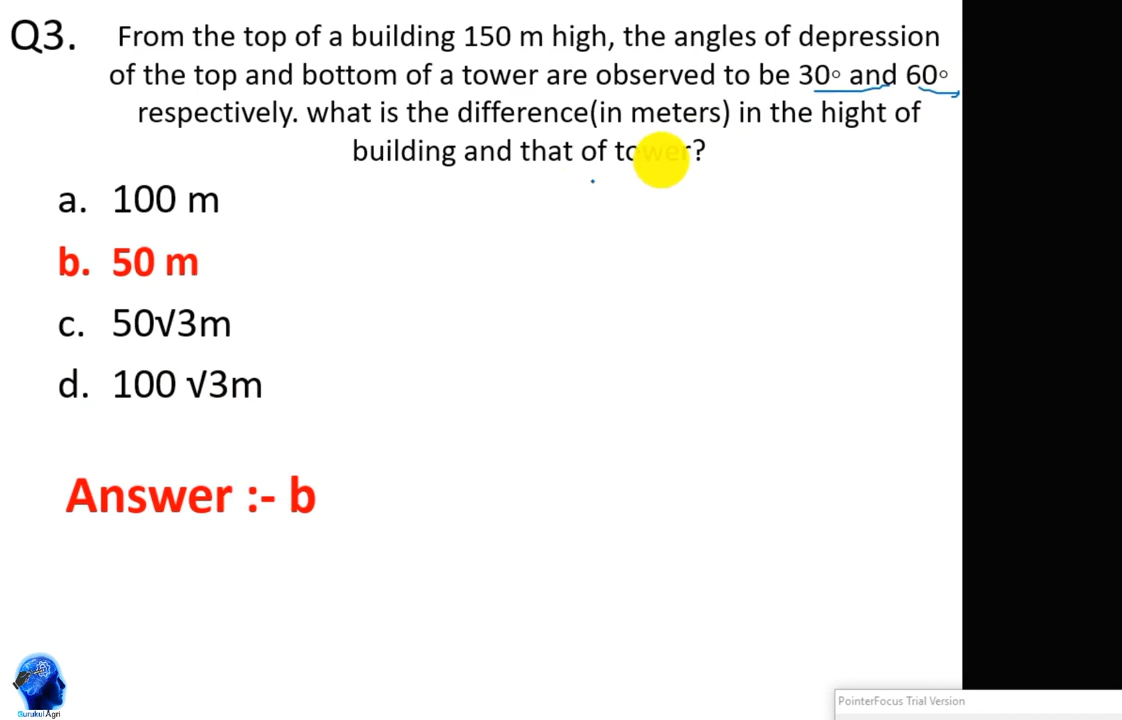 Q3. From the top of a building 150 m high, the angles of depression
of the top and bottom of a tower are observed to be 30° and 60°
respectively. what is the difference(in meters) in the hight of
building and that of tower?
a. 100 m
b. 50 m
c. 50√3m
d. 100 √3m
Answer :- b
Gurukul Agri
PointerFocus Trial Version